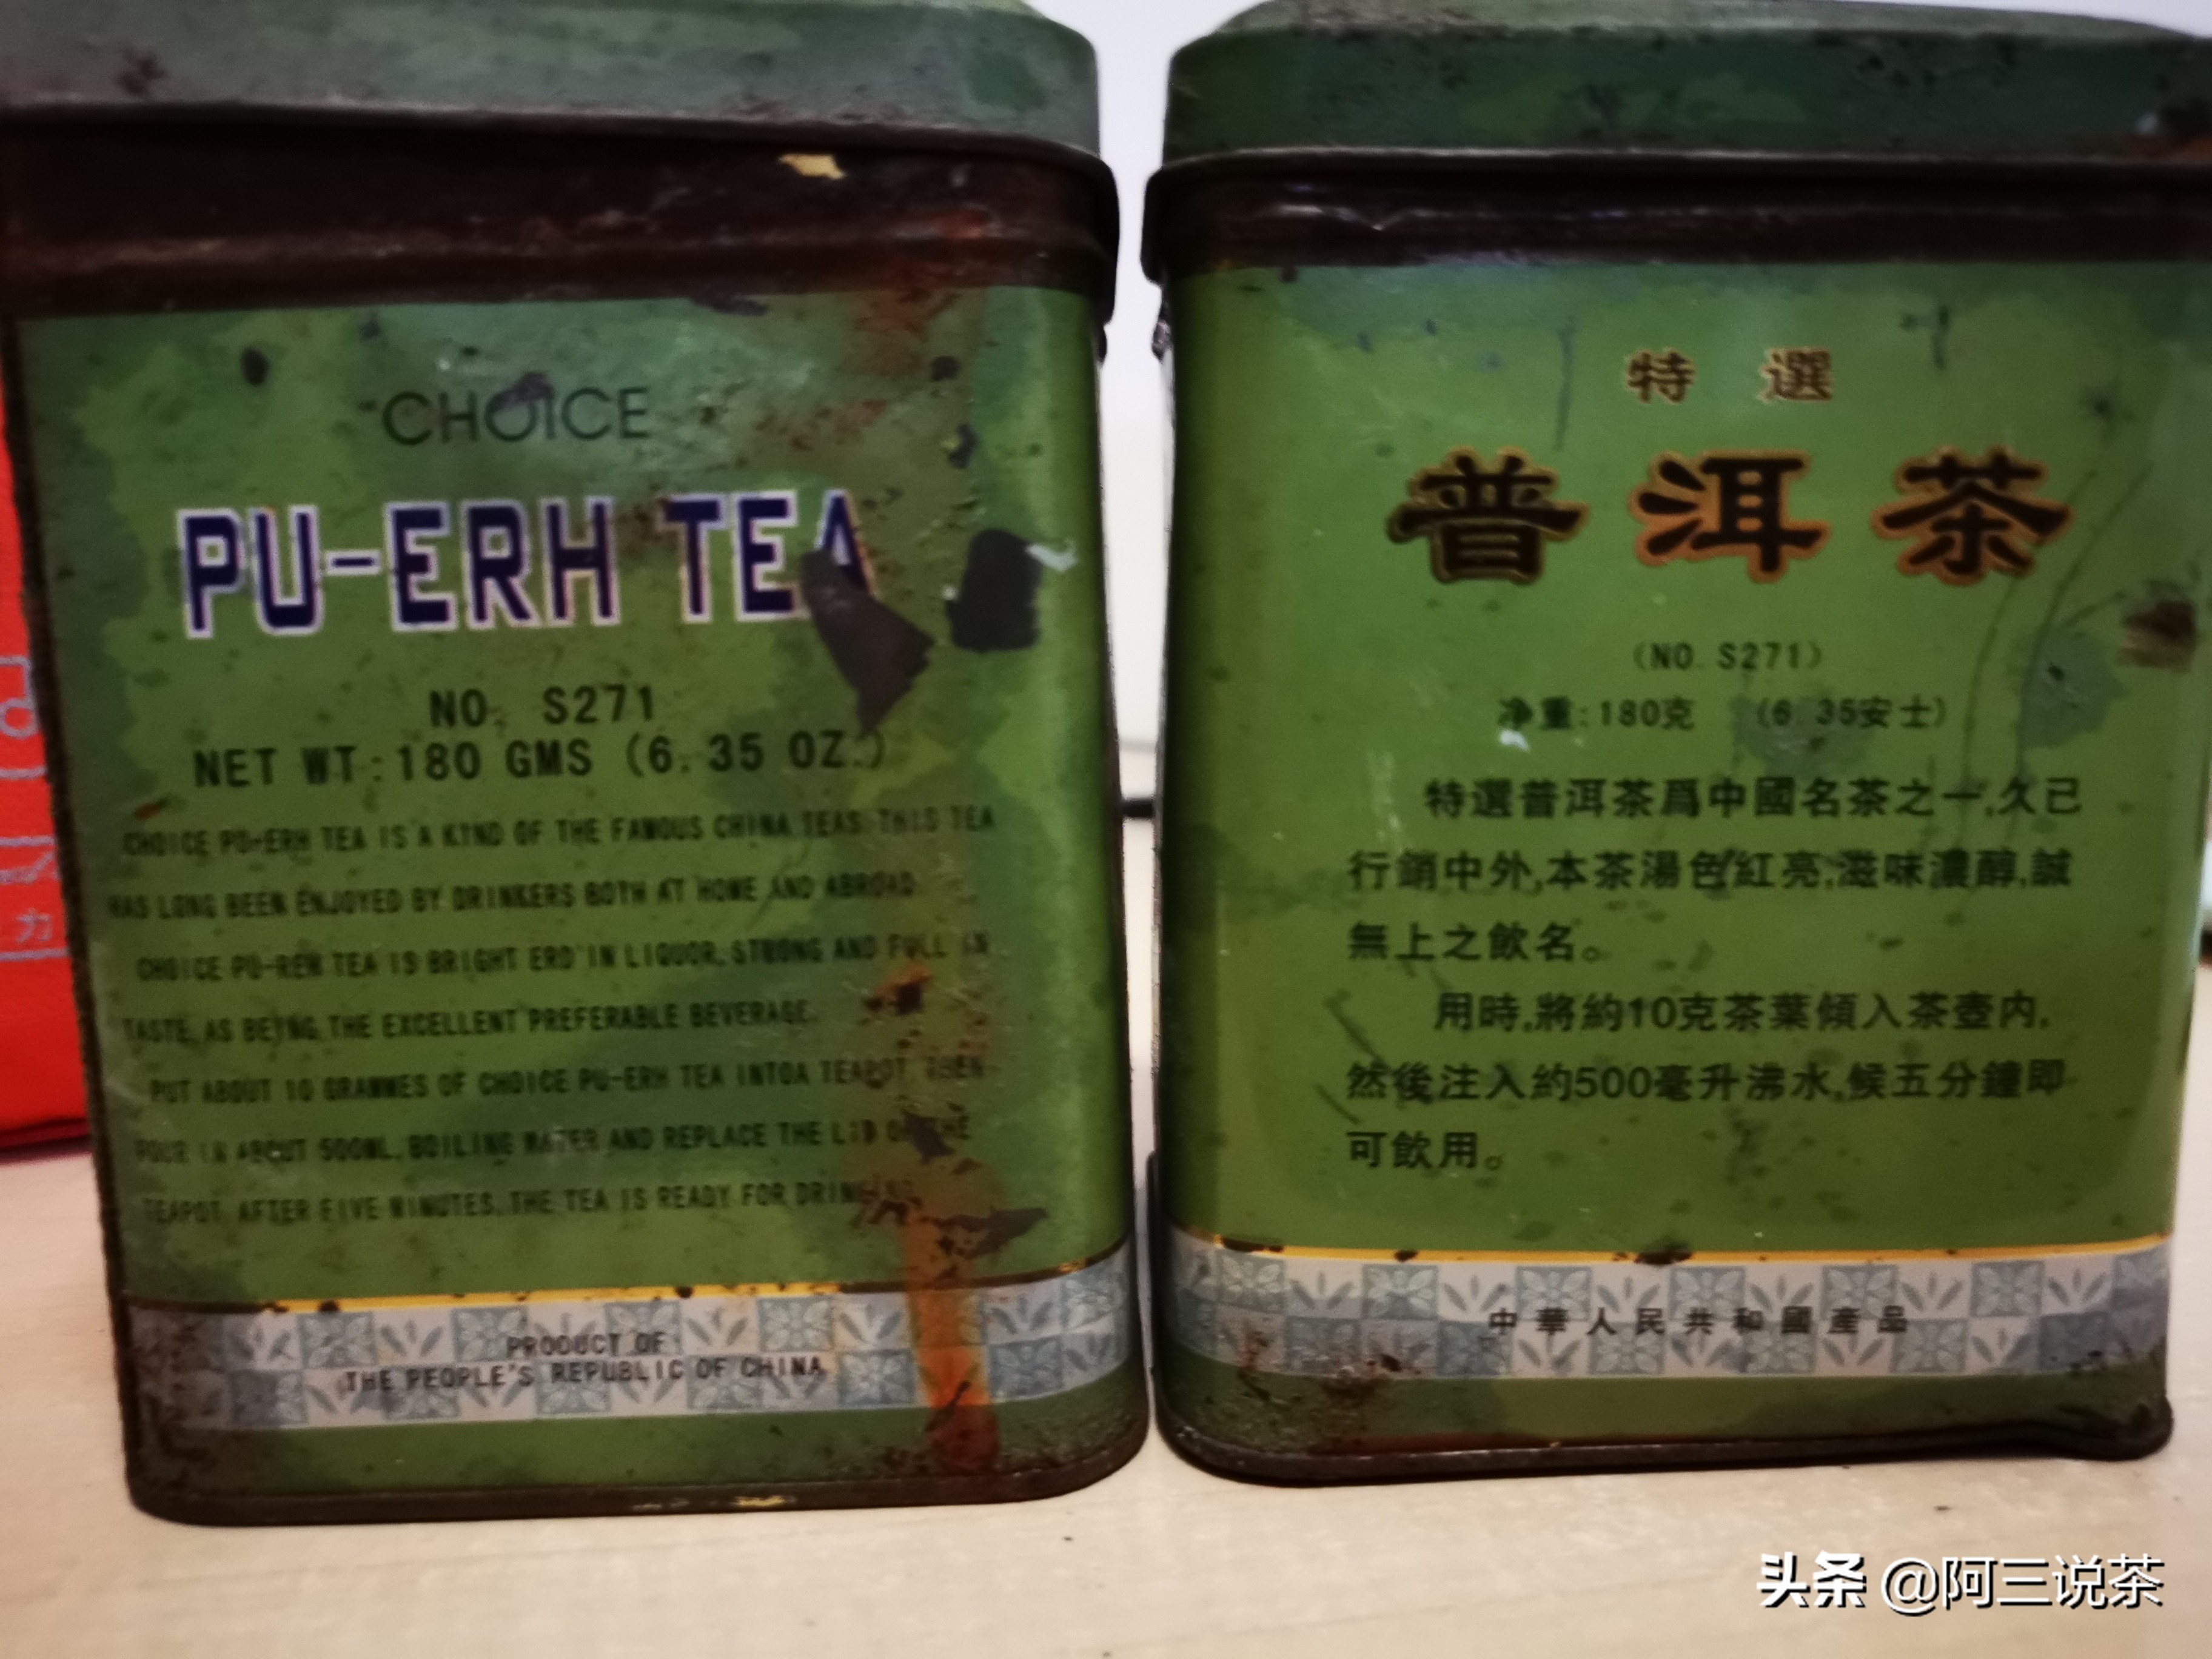 CHOICE
PU-ERH TEA
NO. S271
NET WT:180 GMS (6.35 OZ.)
CHOICE PU-ERH TEA IS A KYND OF THE FAMOUS CHINA TEAS.THIS TEA
HAS LONG BEEN ENJOYED BY DRINKERS BOTH AT HOME AND ABROAD
CHOICE PU-REH TEA IS BRIGHT ERD IN LIQUOR, STRONG AND FULL IN
TASTE, AS BEYNG THE EXCELLENT PREFERABLE BEVERAGE.
PUT ABOUT 10 GRAMMES OF CHOICE PU-ERH TEA INTOA TEAPOT THEN
POUR IN ABOUT 500ML. BOILING WATER AND REPLACE THE LID OF THE
TEAPOT. AFTER FIVE MINUTES, THE TEA IS READY FOR DRINKING
PRODUCT OF
THE PEOPLE'S REPUBLIC OF CHINA
特選
普洱茶
(NO. S271)
净重:180克 (6.35安士)
特選普洱茶爲中國名茶之一,久己
行銷中外,本茶湯色紅亮,滋味濃醇,誠
無上之飲名。
用時,將約10克茶葉傾入茶壺内,
然後注入約500毫升沸水,候五分鐘即
可飲用。
中華人民共和國產品
力
头条 @阿三说茶